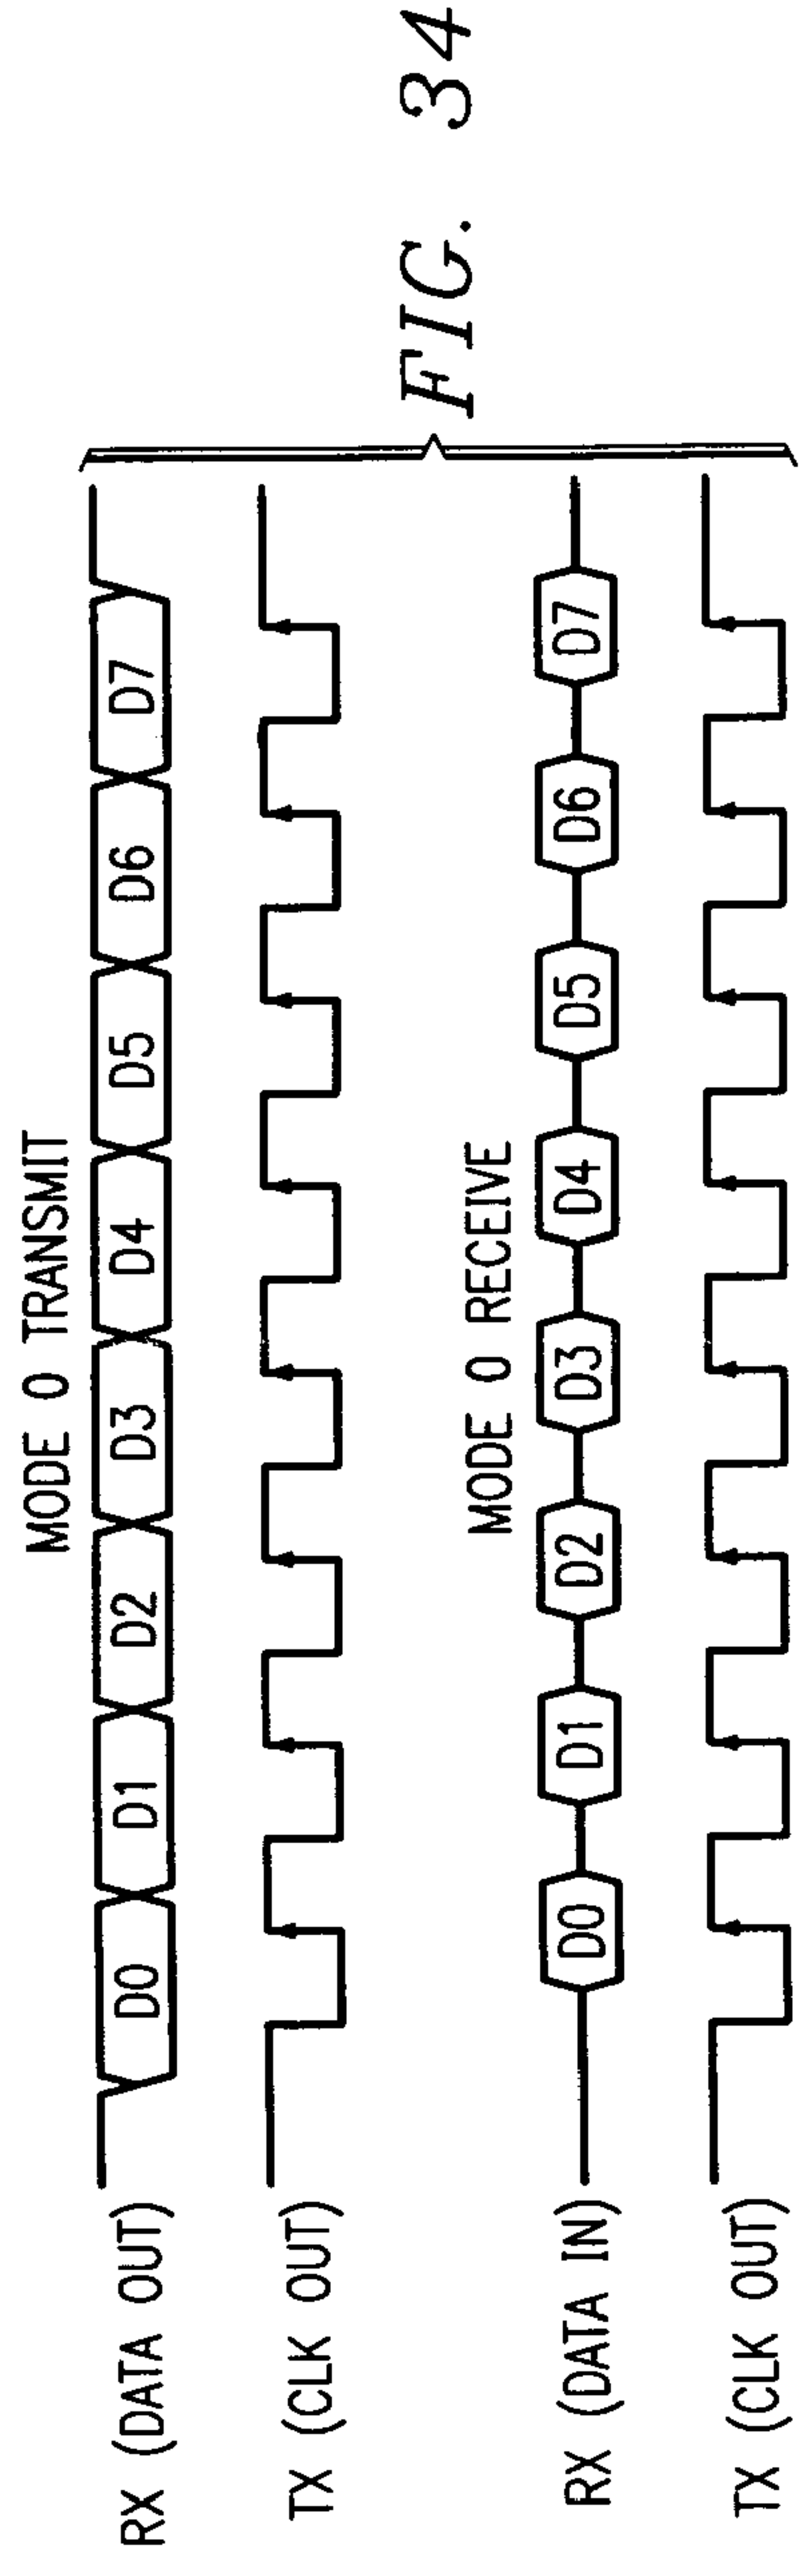 MODE 0 TRANSMIT
RX (DATA OUT) D0 D1 D2 D3 D4 D5 D6 D7
TX (CLK OUT)
MODE 0 RECEIVE
RX (DATA IN) D0 D1 D2 D3 D4 D5 D6 D7
TX (CLK OUT)
FIG. 34